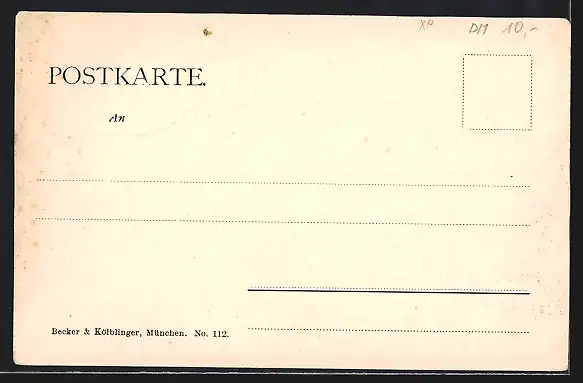 XP DM 10,-
POSTKARTE.
An
Becker & Kölblinger, München. No. 112.